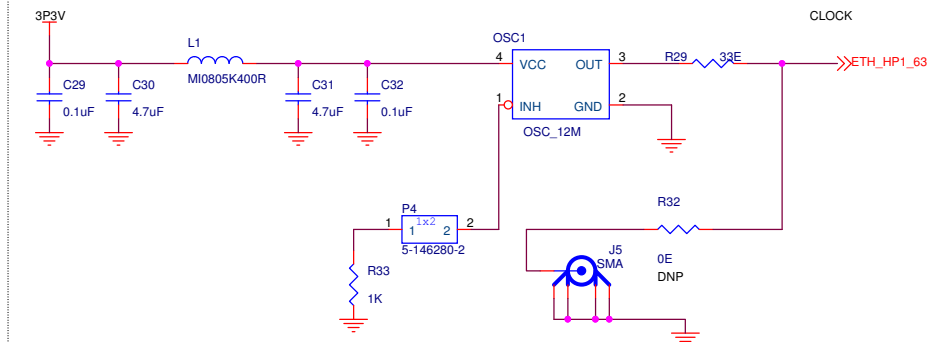 3P3V
CLOCK
OSC1
L1
4
VCC
OUT
3
R29
33E
ETH_HP1_63
MI0805K400R
C29
0.1uF
C30
4.7uF
C31
4.7uF
C32
0.1uF
1
INH
GND
2
OSC_12M
P4
1x2
1
1
2
2
5-146280-2
R32
J5
SMA
0E
DNP
R33
1K